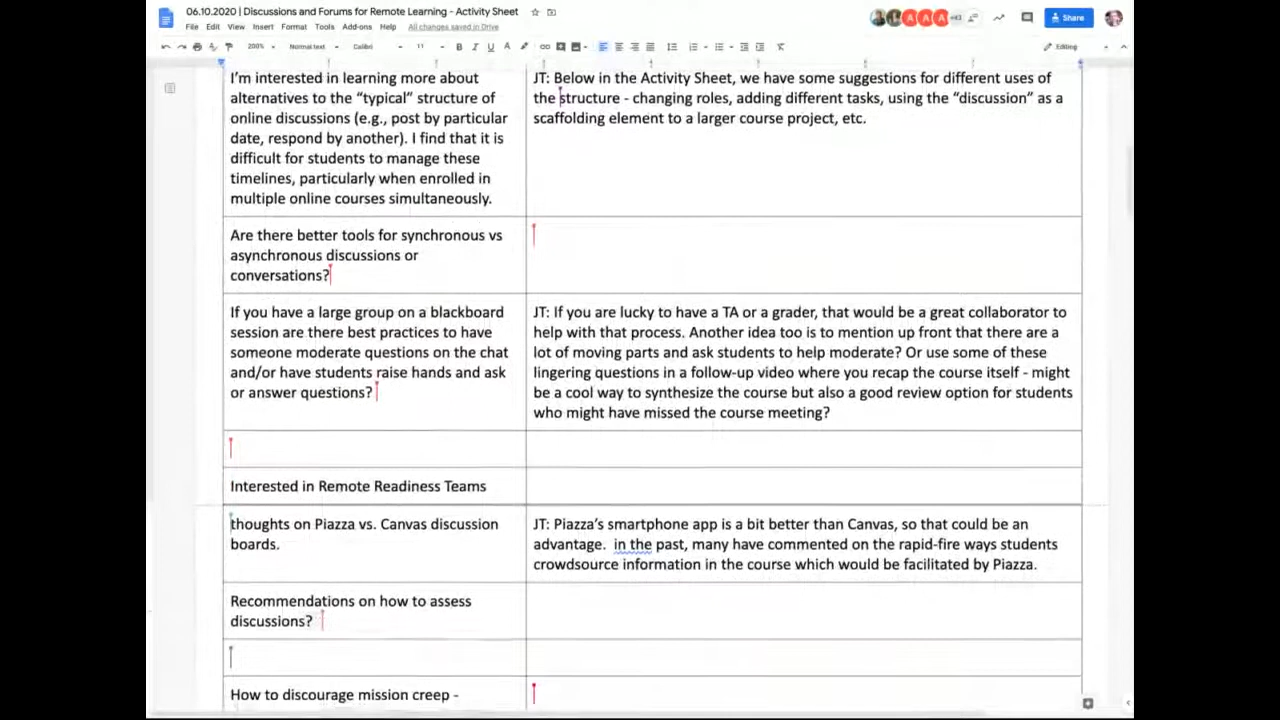 06.10.2020 | Discussions and Forums for Remote Learning - Activity Sheet
File Edit View Insert Format Tools Add-ons Help All changes saved in Drive
A A A +43 Share
200% Normal text Calibri 11 B I U A Editing
I'm interested in learning more about
alternatives to the "typical" structure of
online discussions (e.g., post by particular
date, respond by another). I find that it is
difficult for students to manage these
timelines, particularly when enrolled in
multiple online courses simultaneously.
JT: Below in the Activity Sheet, we have some suggestions for different uses of
the structure - changing roles, adding different tasks, using the "discussion" as a
scaffolding element to a larger course project, etc.
Are there better tools for synchronous vs
asynchronous discussions or
conversations?
If you have a large group on a blackboard
session are there best practices to have
someone moderate questions on the chat
and/or have students raise hands and ask
or answer questions?
JT: If you are lucky to have a TA or a grader, that would be a great collaborator to
help with that process. Another idea too is to mention up front that there are a
lot of moving parts and ask students to help moderate? Or use some of these
lingering questions in a follow-up video where you recap the course itself - might
be a cool way to synthesize the course but also a good review option for students
who might have missed the course meeting?
Interested in Remote Readiness Teams
thoughts on Piazza vs. Canvas discussion
boards.
JT: Piazza's smartphone app is a bit better than Canvas, so that could be an
advantage. in the past, many have commented on the rapid-fire ways students
crowdsource information in the course which would be facilitated by Piazza.
Recommendations on how to assess
discussions?
How to discourage mission creep -